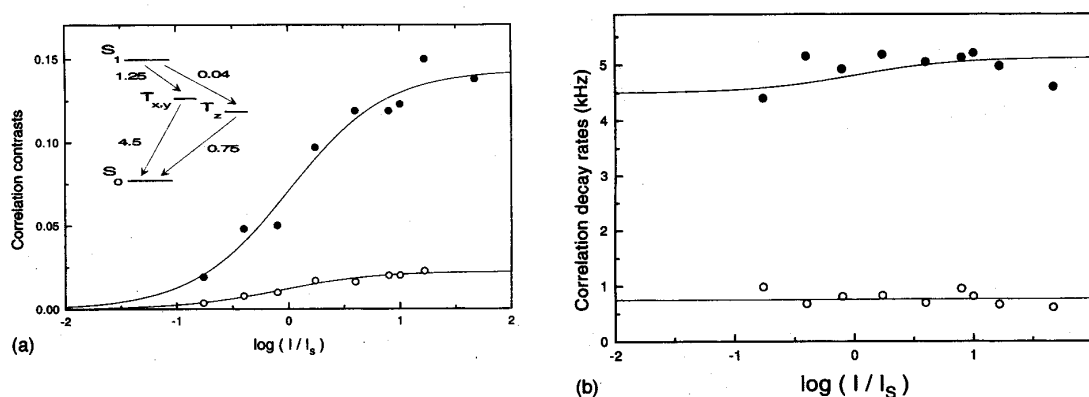 Correlation contrasts
0.15
0.10
0.05
0.00
S1
1.25
0.04
Tx,y
Tz
4.5
0.75
S0
-2 -1 0 1 2
(a)
log ( I / Is )
Correlation decay rates (kHz)
5
4
3
2
1
0
-2 -1 0 1 2
(b)
log ( I / IS )